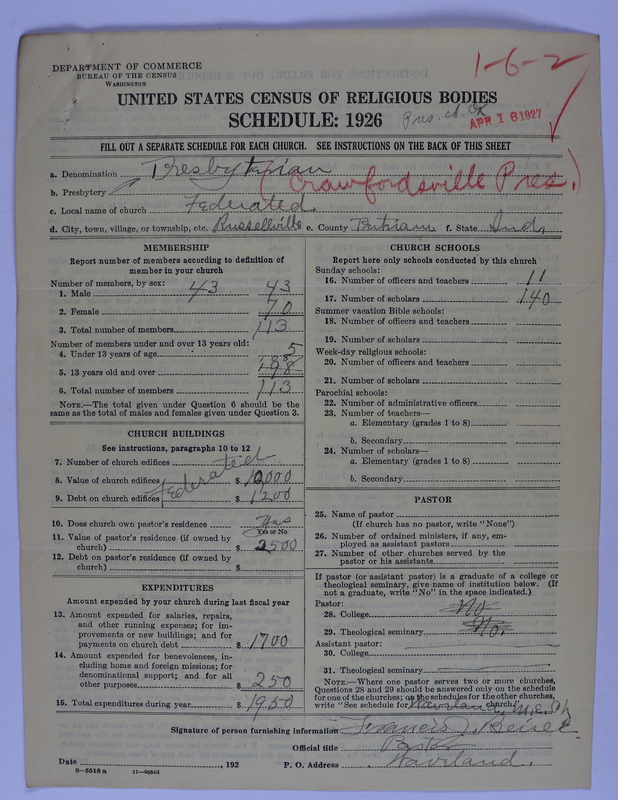 DEPARTMENT OF COMMERCE
BUREAU OF THE CENSUS
WASHINGTON
1-6-2
UNITED STATES CENSUS OF RELIGIOUS BODIES
SCHEDULE: 1926
Pres. ch. OK
APR 16 1927
FILL OUT A SEPARATE SCHEDULE FOR EACH CHURCH. SEE INSTRUCTIONS ON THE BACK OF THIS SHEET
a. Denomination Presbyterian
b. Presbytery (Crawfordsville Pres.)
c. Local name of church Federated
d. City, town, village, or township, etc. Russellville e. County Putnam f. State Ind.
MEMBERSHIP
Report number of members according to definition of
member in your church
Number of members, by sex:
1. Male 43 43
2. Female 70
3. Total number of members 113
Number of members under and over 13 years old:
4. Under 13 years of age 5
5. 13 years old and over 108
6. Total number of members 113
NOTE.—The total given under Question 6 should be the
same as the total of males and females given under Question 3.
CHURCH BUILDINGS
See instructions, paragraphs 10 to 12
7. Number of church edifices Federated
8. Value of church edifices $ 12000
9. Debt on church edifices Federated $ 1200
10. Does church own pastor's residence Yes
Yes or No
11. Value of pastor's residence (if owned by
church) $ 2500
12. Debt on pastor's residence (if owned by
church) $
EXPENDITURES
Amount expended by your church during last fiscal year
13. Amount expended for salaries, repairs,
and other running expenses; for im-
provements or new buildings; and for
payments on church debt $ 1700
14. Amount expended for benevolences, in-
cluding home and foreign missions; for
denominational support; and for all
other purposes $ 250
15. Total expenditures during year $ 1950
CHURCH SCHOOLS
Report here only schools conducted by this church
Sunday schools:
16. Number of officers and teachers 11
17. Number of scholars 140
Summer vacation Bible schools:
18. Number of officers and teachers
19. Number of scholars
Week-day religious schools:
20. Number of officers and teachers
21. Number of scholars
Parochial schools:
22. Number of administrative officers
23. Number of teachers—
a. Elementary (grades 1 to 8)
b. Secondary
24. Number of scholars—
a. Elementary (grades 1 to 8)
b. Secondary
PASTOR
25. Name of pastor
(If church has no pastor, write "None")
26. Number of ordained ministers, if any, em-
ployed as assistant pastors
27. Number of other churches served by the
pastor or his assistants
If pastor (or assistant pastor) is a graduate of a college or
theological seminary, give name of institution below. (If
not a graduate, write "No" in the space indicated.)
Pastor:
28. College No
29. Theological seminary No.
Assistant pastor:
30. College
31. Theological seminary
NOTE.—Where one pastor serves two or more churches,
Questions 28 and 29 should be answered only on the schedule
for one of the churches; on the schedules for the other churches,
write "See schedule for Waveland M.E. Ch church."
Signature of person furnishing information Francis J.
Official title Pastor
Date , 192 P. O. Address Waveland.
8—5518a 11—9056d